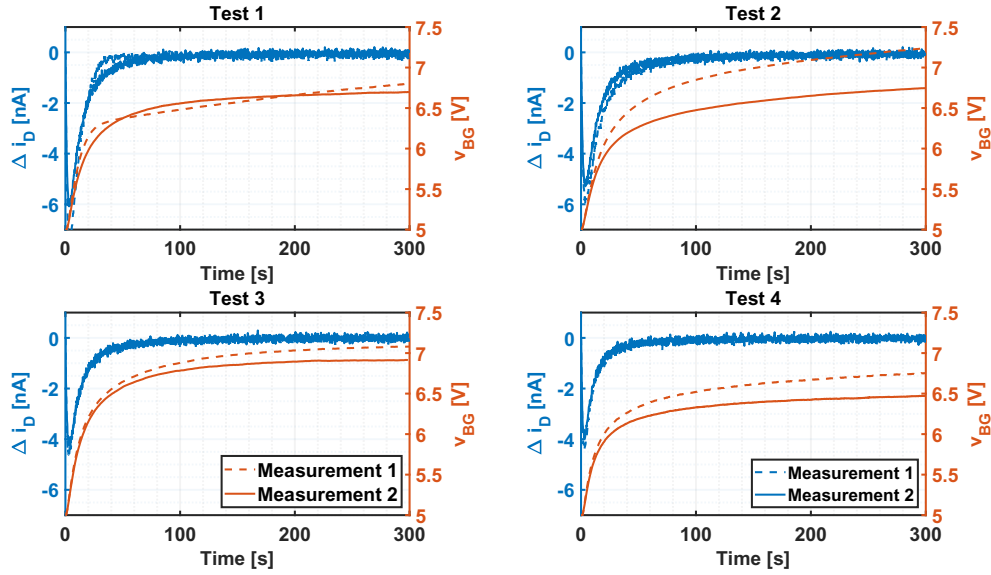 Test 1
0
-2
-4
-6
Δ i_D [nA]
7.5
7
6.5
6
5.5
5
v_BG [V]
0 100 200 300
Time [s]
Test 2
0
-2
-4
-6
Δ i_D [nA]
7.5
7
6.5
6
5.5
5
v_BG [V]
0 100 200 300
Time [s]
Test 3
0
-2
-4
-6
Δ i_D [nA]
7.5
7
6.5
6
5.5
5
v_BG [V]
Measurement 1
Measurement 2
0 100 200 300
Time [s]
Test 4
0
-2
-4
-6
Δ i_D [nA]
7.5
7
6.5
6
5.5
5
v_BG [V]
Measurement 1
Measurement 2
0 100 200 300
Time [s]